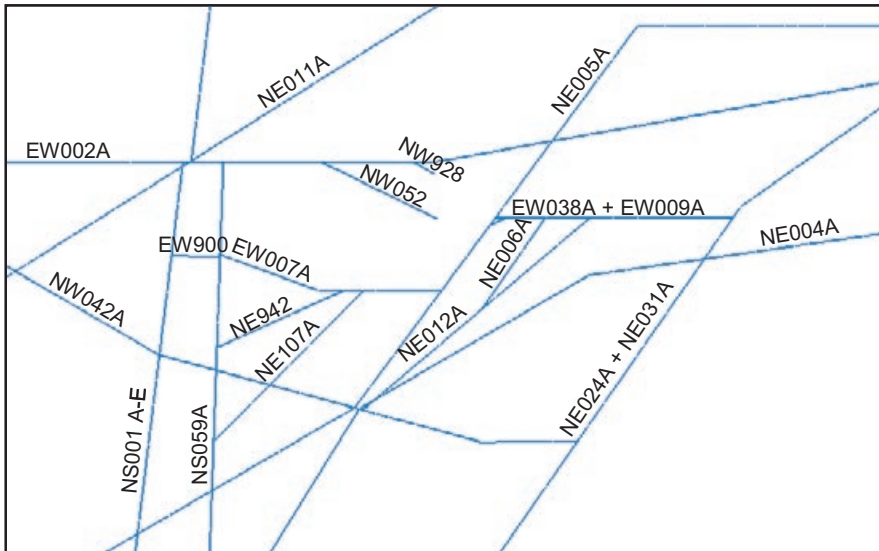 NE011A
NE005A
EW002A
NW928
NW052
EW038A + EW009A
NE006A
NE004A
EW900
EW007A
NW042A
NE942
NE107A
NE012A
NE024A + NE031A
NS001 A-E
NS059A